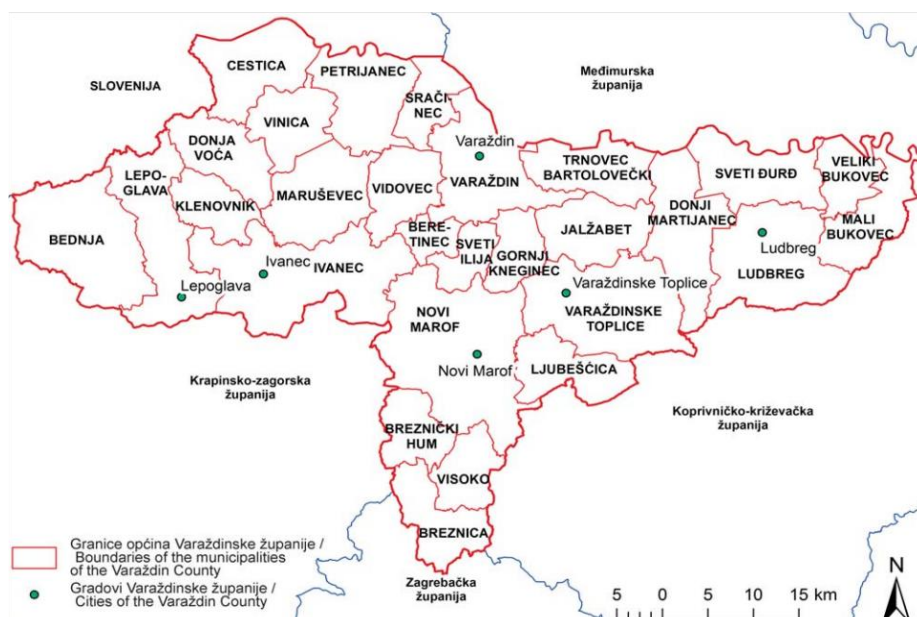 CESTICA
PETRIJANEC
Međimurska
županija
SLOVENIJA
SRAČI-
NEC
VINICA
Varaždin
DONJA
VOĆA
TRNOVEC
BARTOLOVEČKI
SVETI ĐURĐ
VELIKI
BUKOVEC
LEPO-
GLAVA
VARAŽDIN
MARUŠEVEC
VIDOVEC
KLENOVNIK
DONJI
MARTIJANEC
MALI
BUKOVEC
BERE-
TINEC
SVETI
ILIJA
JALŽABET
BEDNJA
Ludbreg
Ivanec
IVANEC
GORNJI
KNEGINEC
LUDBREG
Lepoglava
Varaždinske Toplice
NOVI
MAROF
VARAŽDINSKE
TOPLICE
Novi Marof
LJUBEŠĆICA
Krapinsko-zagorska
županija
Koprivničko-križevačka
županija
BREZNIČKI
HUM
VISOKO
BREZNICA
Granice općina Varaždinske županije /
Boundaries of the municipalities
of the Varaždin County
Gradovi Varaždinske županije /
Cities of the Varaždin County
Zagrebačka
županija
N
5 0 5 10 15 km